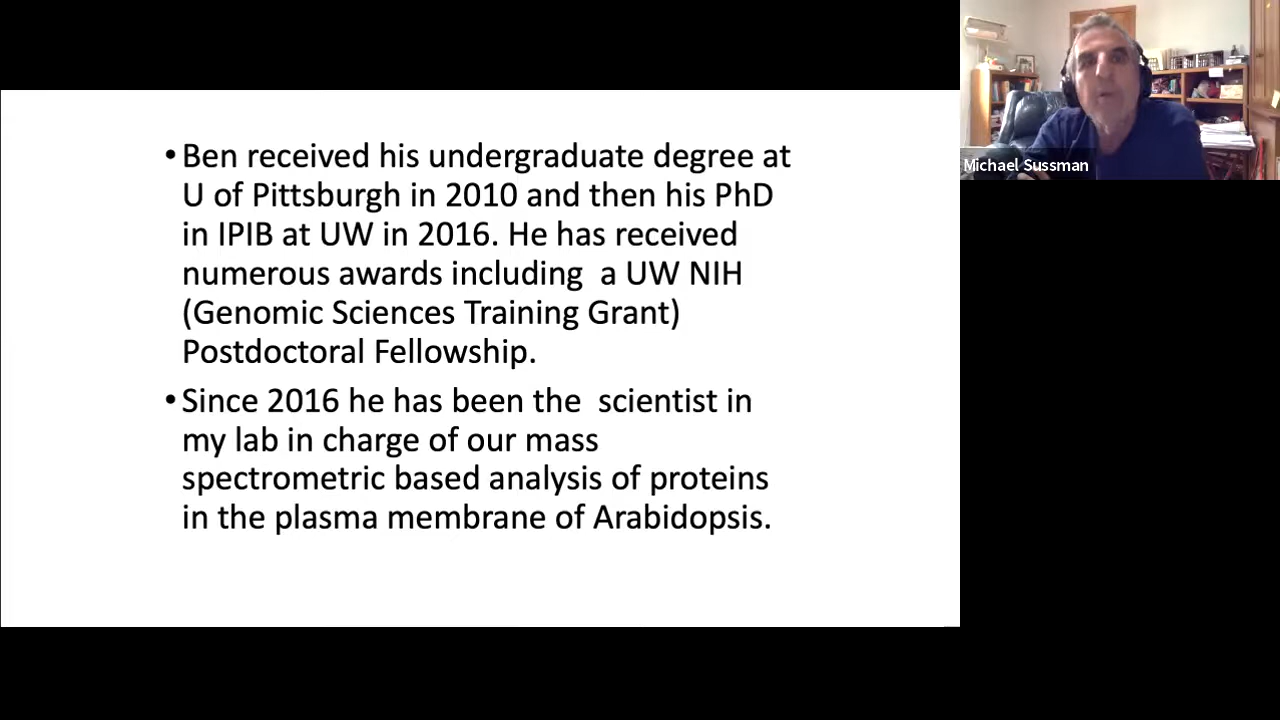 • Ben received his undergraduate degree at
U of Pittsburgh in 2010 and then his PhD
in IPIB at UW in 2016. He has received
numerous awards including  a UW NIH
(Genomic Sciences Training Grant)
Postdoctoral Fellowship.
• Since 2016 he has been the  scientist in
my lab in charge of our mass
spectrometric based analysis of proteins
in the plasma membrane of Arabidopsis.
Michael Sussman